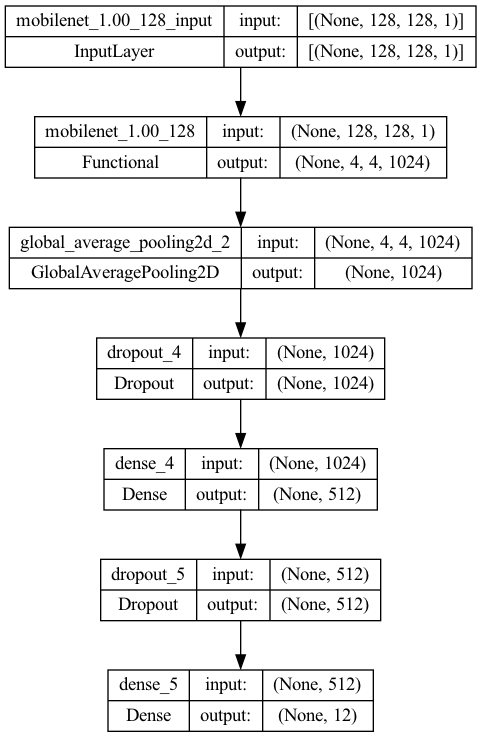 mobilenet_1.00_128_input input: [(None, 128, 128, 1)]
InputLayer output: [(None, 128, 128, 1)]
mobilenet_1.00_128 input: (None, 128, 128, 1)
Functional output: (None, 4, 4, 1024)
global_average_pooling2d_2 input: (None, 4, 4, 1024)
GlobalAveragePooling2D output: (None, 1024)
dropout_4 input: (None, 1024)
Dropout output: (None, 1024)
dense_4 input: (None, 1024)
Dense output: (None, 512)
dropout_5 input: (None, 512)
Dropout output: (None, 512)
dense_5 input: (None, 512)
Dense output: (None, 12)